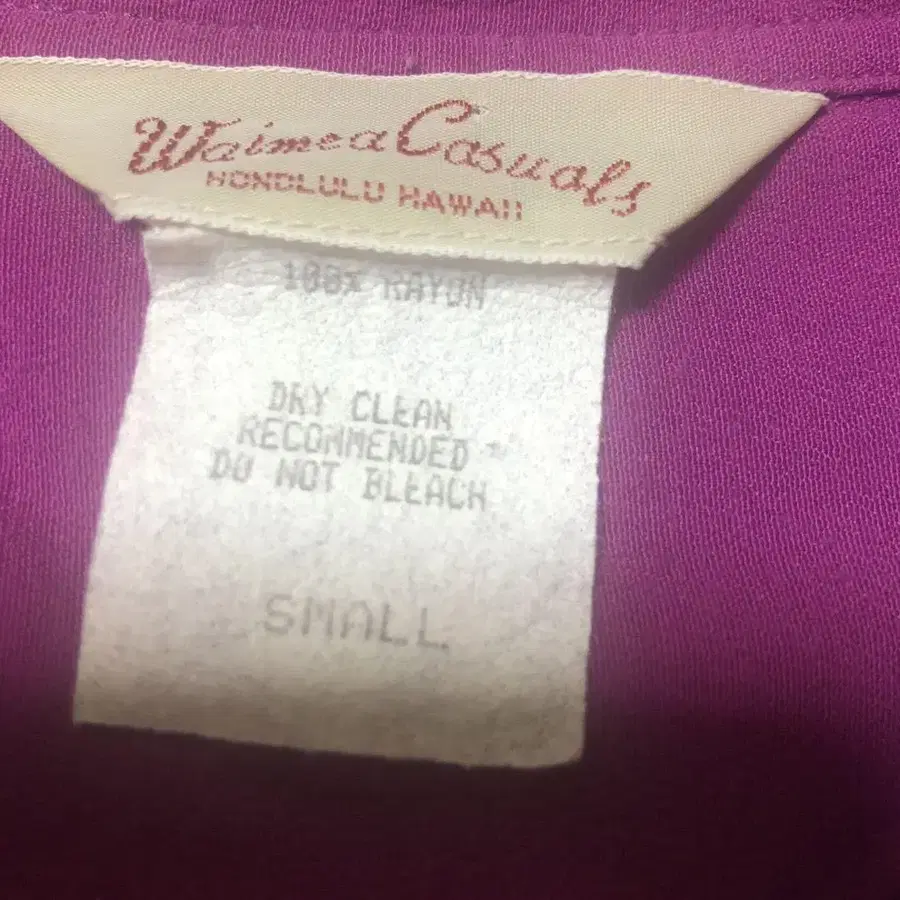 Waimea Casuals
HONOLULU HAWAII
100% RAYON
DRY CLEAN
RECOMMENDED
DO NOT BLEACH
SMALL